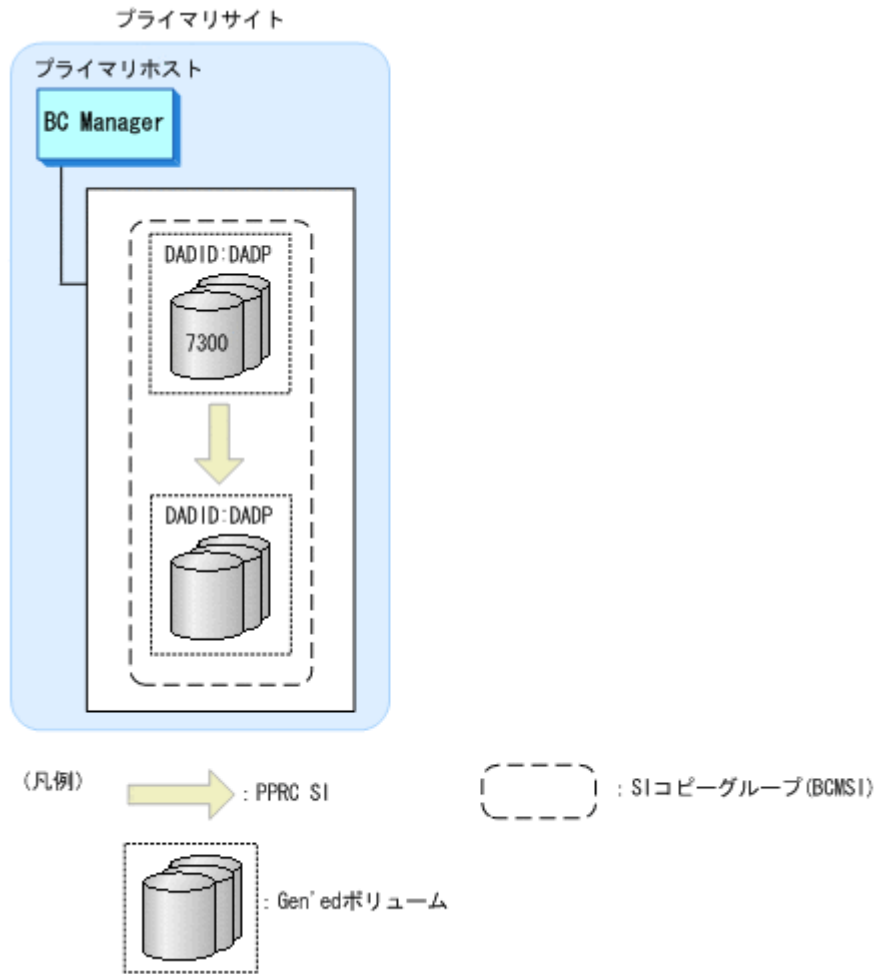 プライマリサイト
プライマリホスト
BC Manager
DADID:DADP
7300
DADID:DADP
(凡例)
: PPRC SI
: SIコピーグループ(BCMSI)
: Gen'edボリューム